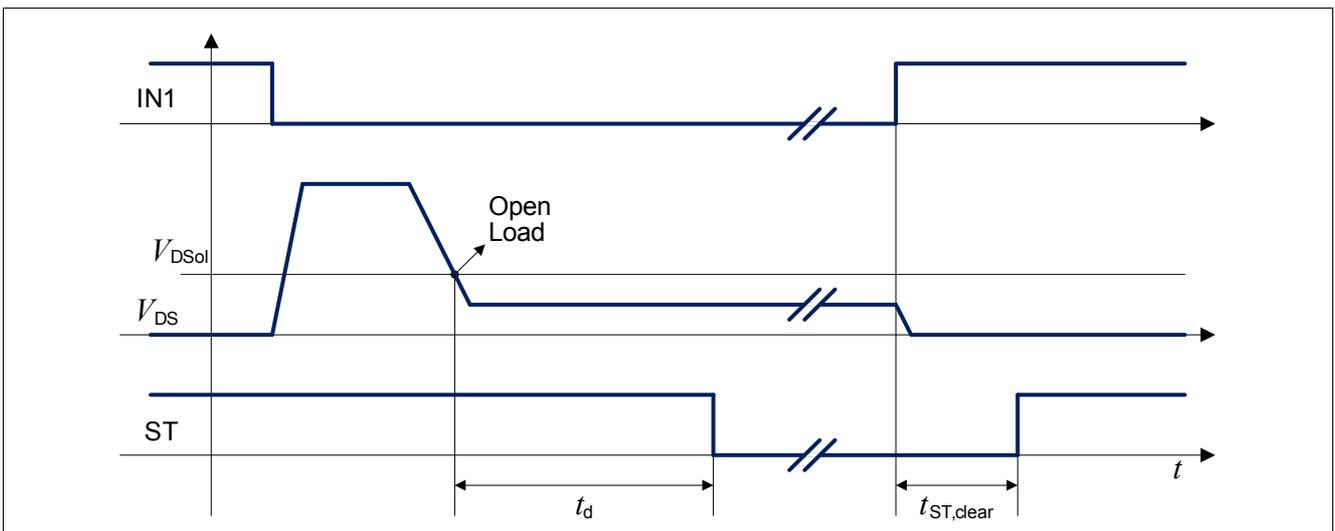 IN1
Open
Load
VDSol
VDS
ST
t
td
tST,clear